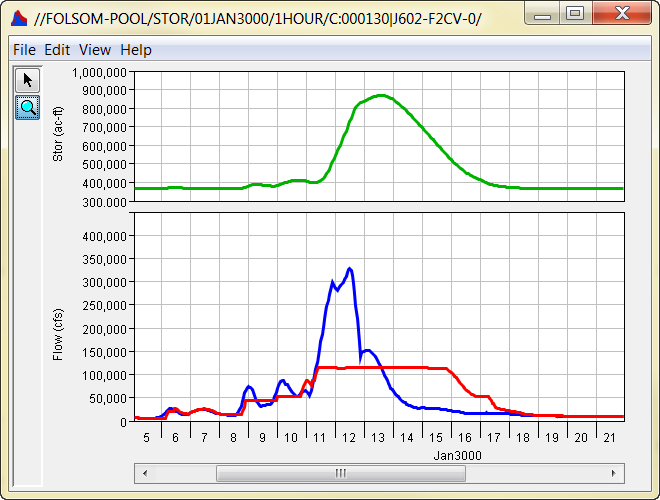 //FOLSOM-POOL/STOR/01JAN3000/1HOUR/C:000130|J602-F2CV-0/
File Edit View Help
1,000,000
900,000
800,000
700,000
600,000
500,000
400,000
300,000
Stor (ac-ft)
400,000
350,000
300,000
250,000
200,000
150,000
100,000
50,000
0
Flow (cfs)
5 6 7 8 9 10 11 12 13 14 15 16 17 18 19 20 21
Jan3000